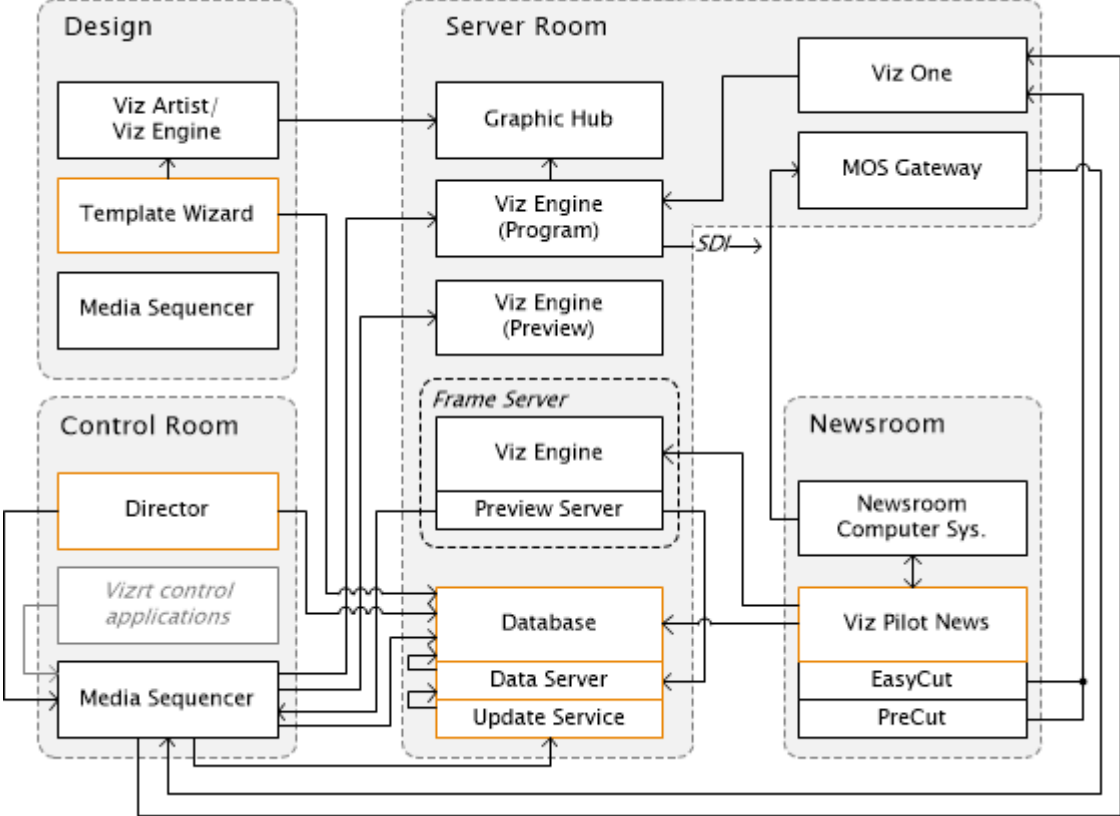 Design
Viz Artist/
Viz Engine
Template Wizard
Media Sequencer
Control Room
Director
Vizrt control
applications
Media Sequencer
Server Room
Graphic Hub
Viz Engine
(Program)
SDI
Viz Engine
(Preview)
Frame Server
Viz Engine
Preview Server
Database
Data Server
Update Service
Viz One
MOS Gateway
Newsroom
Newsroom
Computer Sys.
Viz Pilot News
EasyCut
PreCut